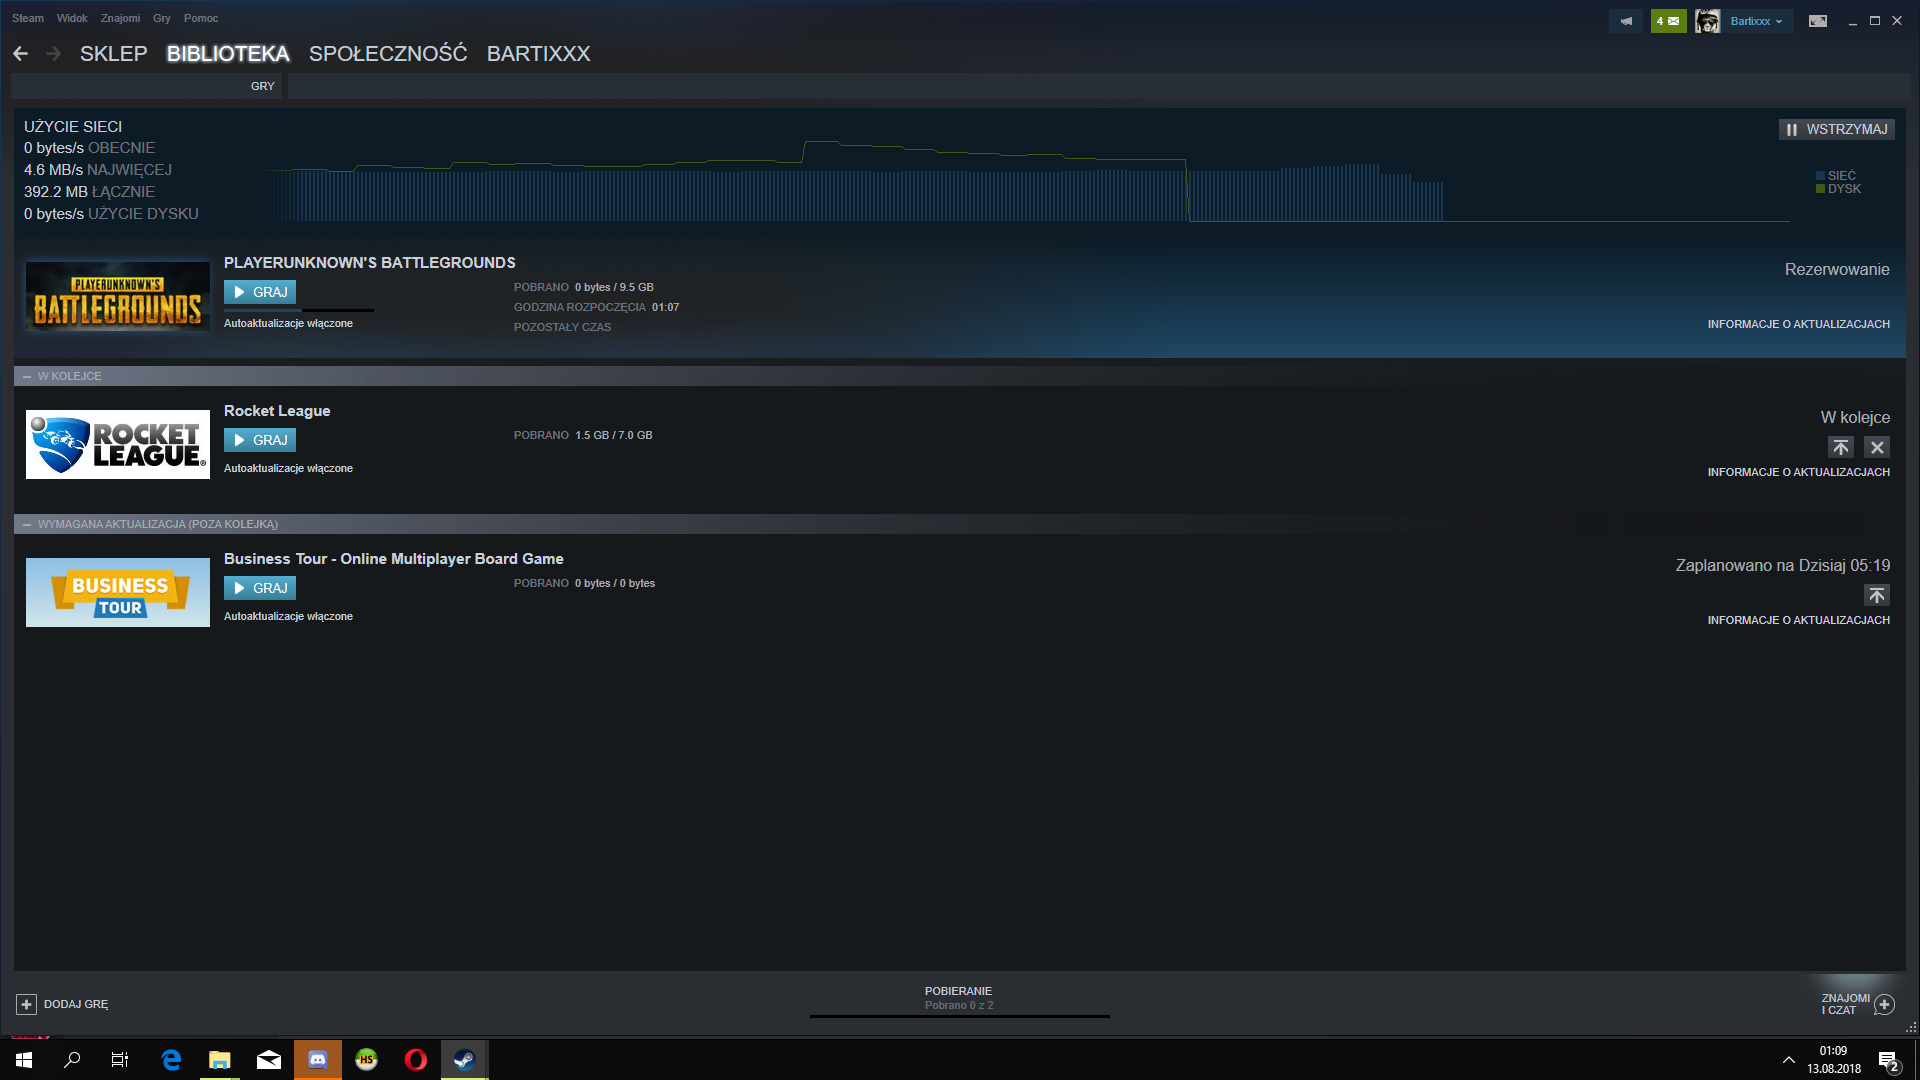 Steam Widok Znajomi Gry Pomoc
4 Bartixxx
SKLEP BIBLIOTEKA SPOŁECZNOŚĆ BARTIXXX
GRY
UŻYCIE SIECI
0 bytes/s OBECNIE
4.6 MB/s NAJWIĘCEJ
392.2 MB ŁĄCZNIE
0 bytes/s UŻYCIE DYSKU
WSTRZYMAJ
SIEĆ
DYSK
PLAYERUNKNOWN'S
BATTLEGROUNDS
PLAYERUNKNOWN'S BATTLEGROUNDS
GRAJ
Autoaktualizacje włączone
POBRANO 0 bytes / 9.5 GB
GODZINA ROZPOCZĘCIA 01:07
POZOSTAŁY CZAS
Rezerwowanie
INFORMACJE O AKTUALIZACJACH
W KOLEJCE
ROCKET
LEAGUE
Rocket League
GRAJ
Autoaktualizacje włączone
POBRANO 1.5 GB / 7.0 GB
W kolejce
INFORMACJE O AKTUALIZACJACH
WYMAGANA AKTUALIZACJA (POZA KOLEJKĄ)
BUSINESS
TOUR
Business Tour - Online Multiplayer Board Game
GRAJ
Autoaktualizacje włączone
POBRANO 0 bytes / 0 bytes
Zaplanowano na Dzisiaj 05:19
INFORMACJE O AKTUALIZACJACH
DODAJ GRĘ
POBIERANIE
Pobrano 0 z 2
ZNAJOMI
I CZAT
HS
01:09
13.08.2018
2